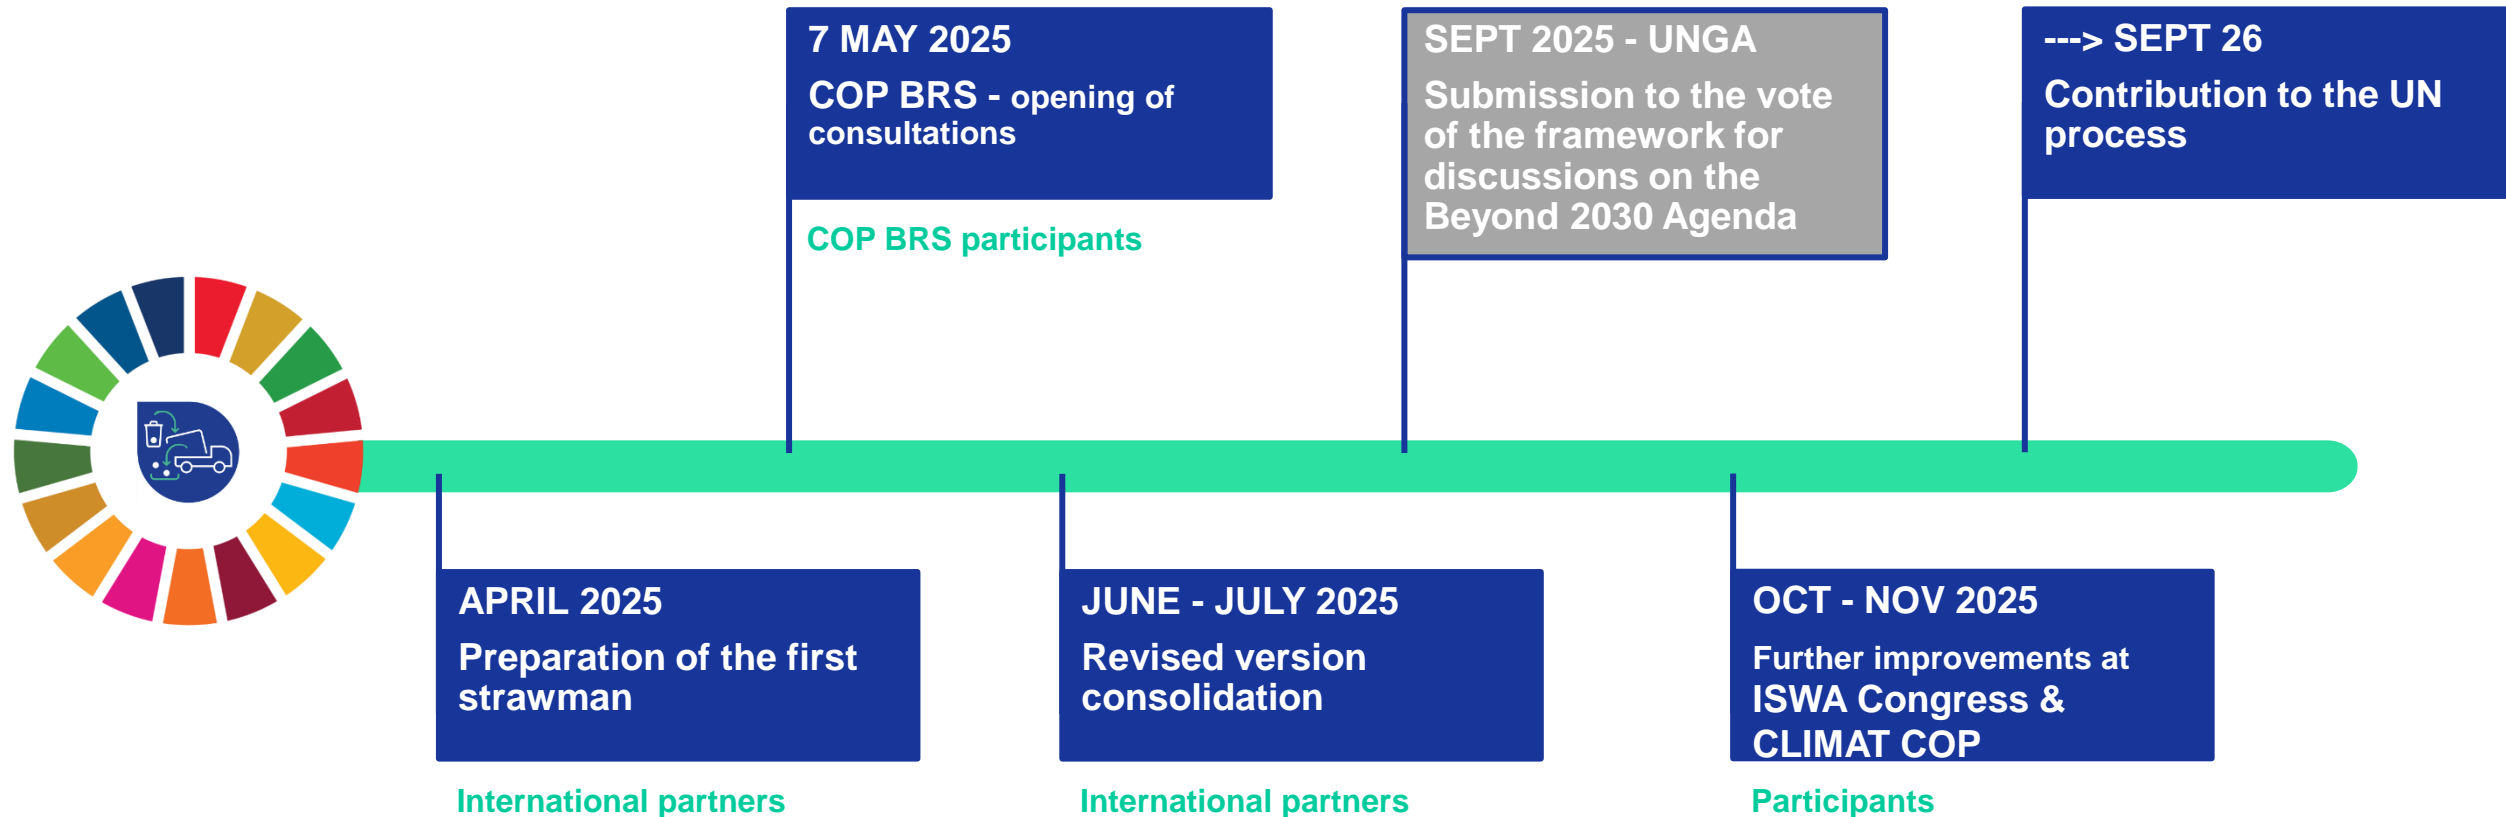 7 MAY 2025
COP BRS - opening of
consultations
COP BRS participants
SEPT 2025 - UNGA
Submission to the vote
of the framework for
discussions on the
Beyond 2030 Agenda
---> SEPT 26
Contribution to the UN
process
APRIL 2025
Preparation of the first
strawman
International partners
JUNE - JULY 2025
Revised version
consolidation
International partners
OCT - NOV 2025
Further improvements at
ISWA Congress &
CLIMAT COP
Participants